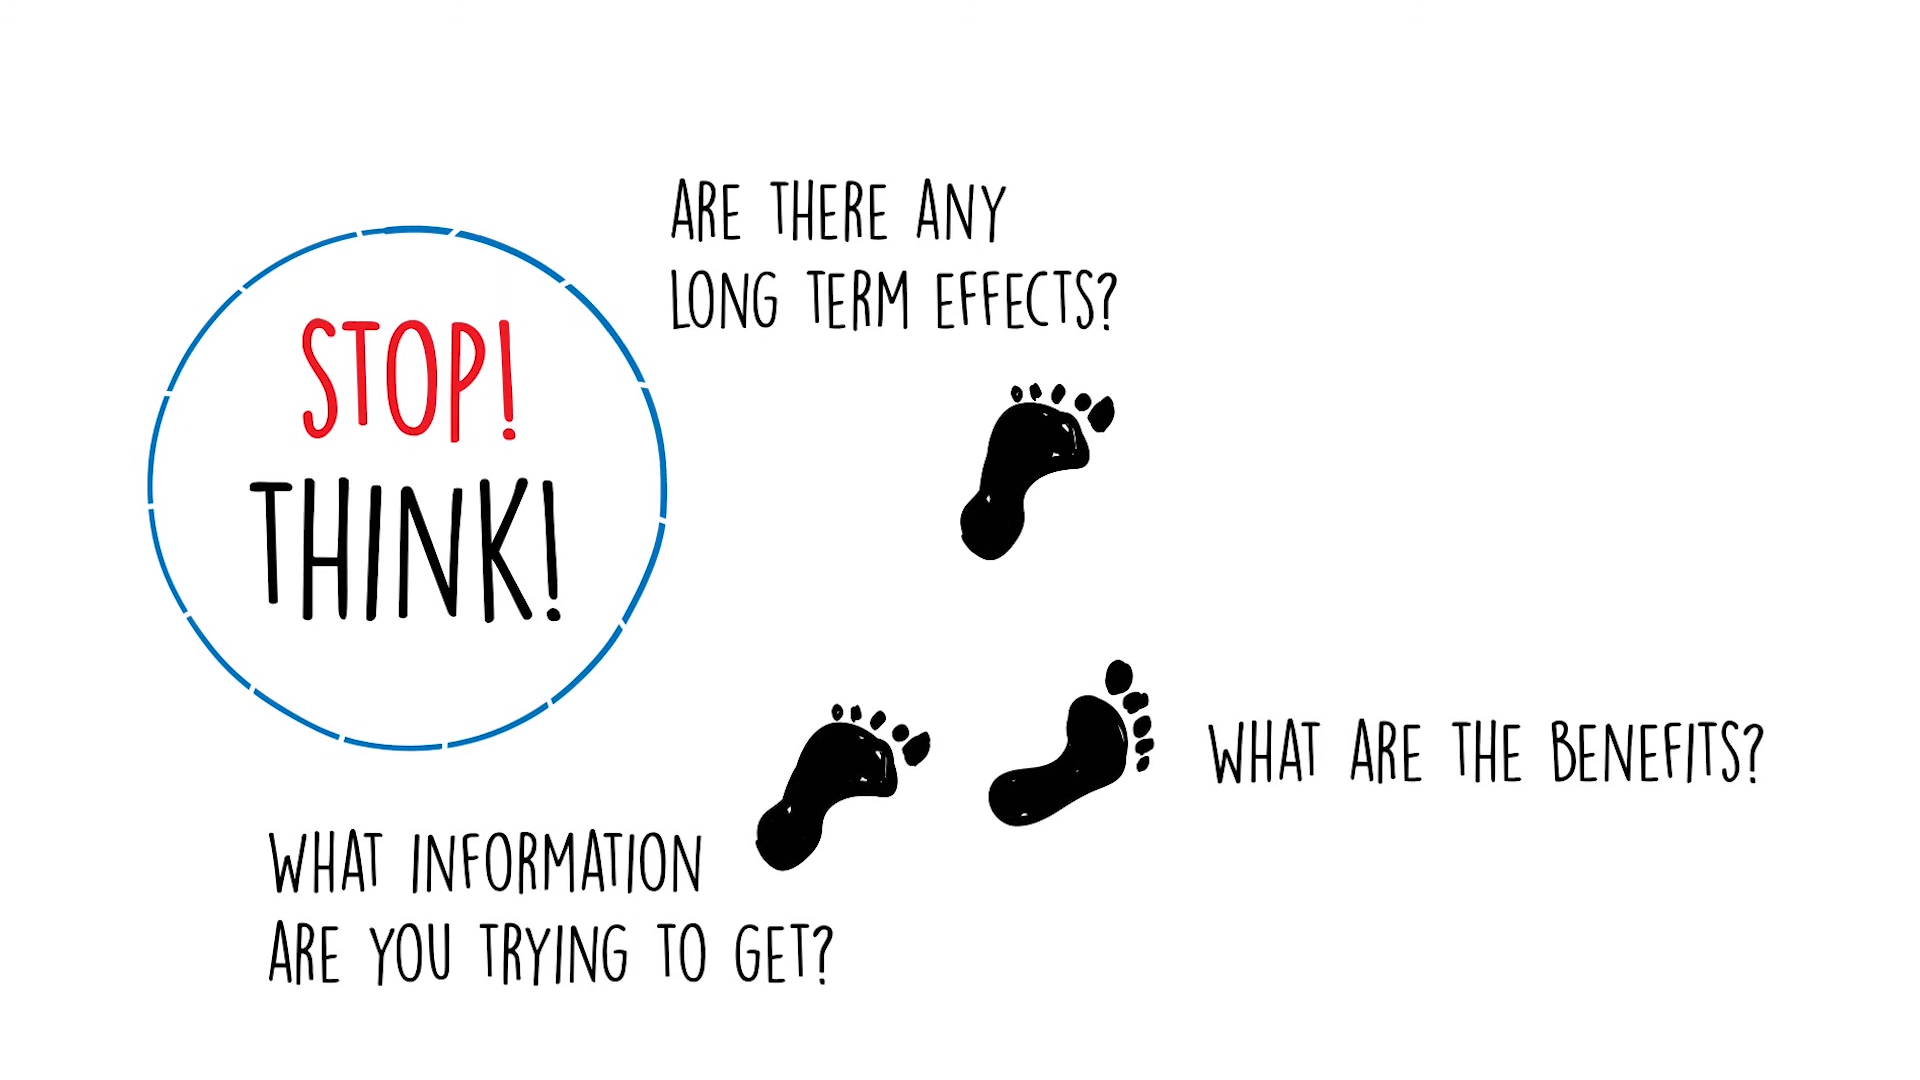 STOP!
THINK!
ARE THERE ANY
LONG TERM EFFECTS?
WHAT ARE THE BENEFITS?
WHAT INFORMATION
ARE YOU TRYING TO GET?